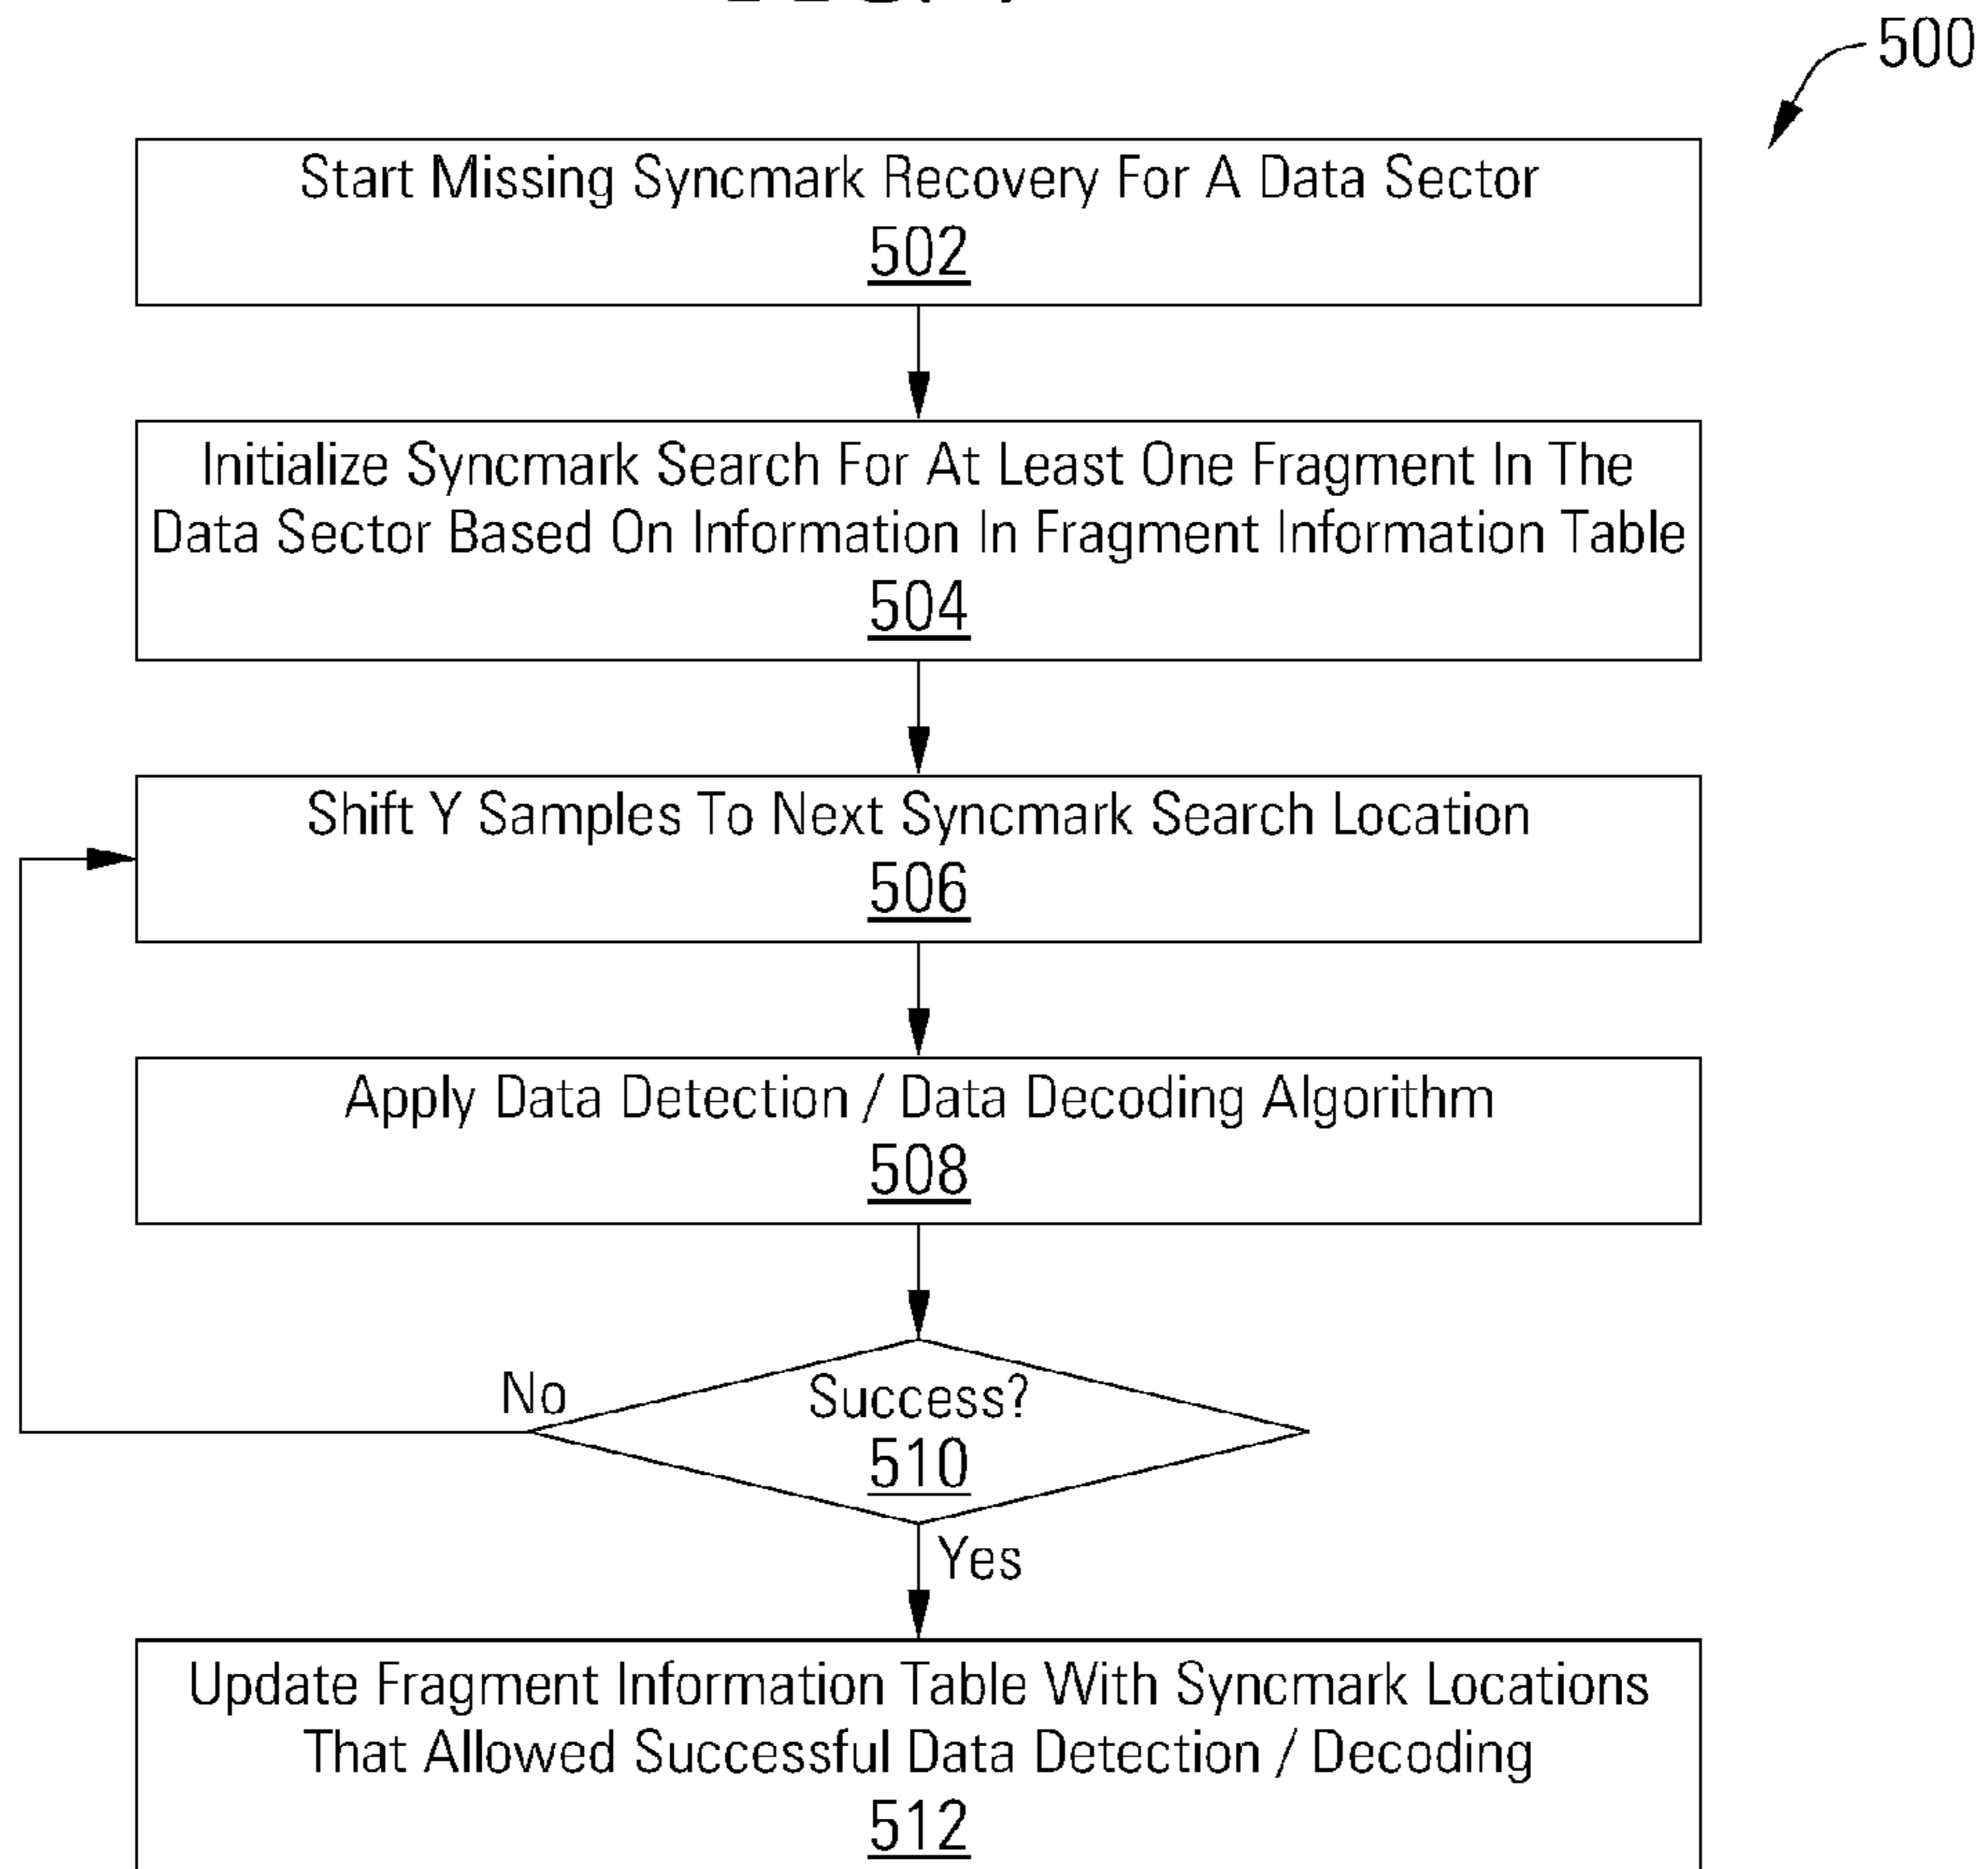 500
Start Missing Syncmark Recovery For A Data Sector
502
Initialize Syncmark Search For At Least One Fragment In The
Data Sector Based On Information In Fragment Information Table
504
Shift Y Samples To Next Syncmark Search Location
506
Apply Data Detection / Data Decoding Algorithm
508
No
Success?
510
Yes
Update Fragment Information Table With Syncmark Locations
That Allowed Successful Data Detection / Decoding
512